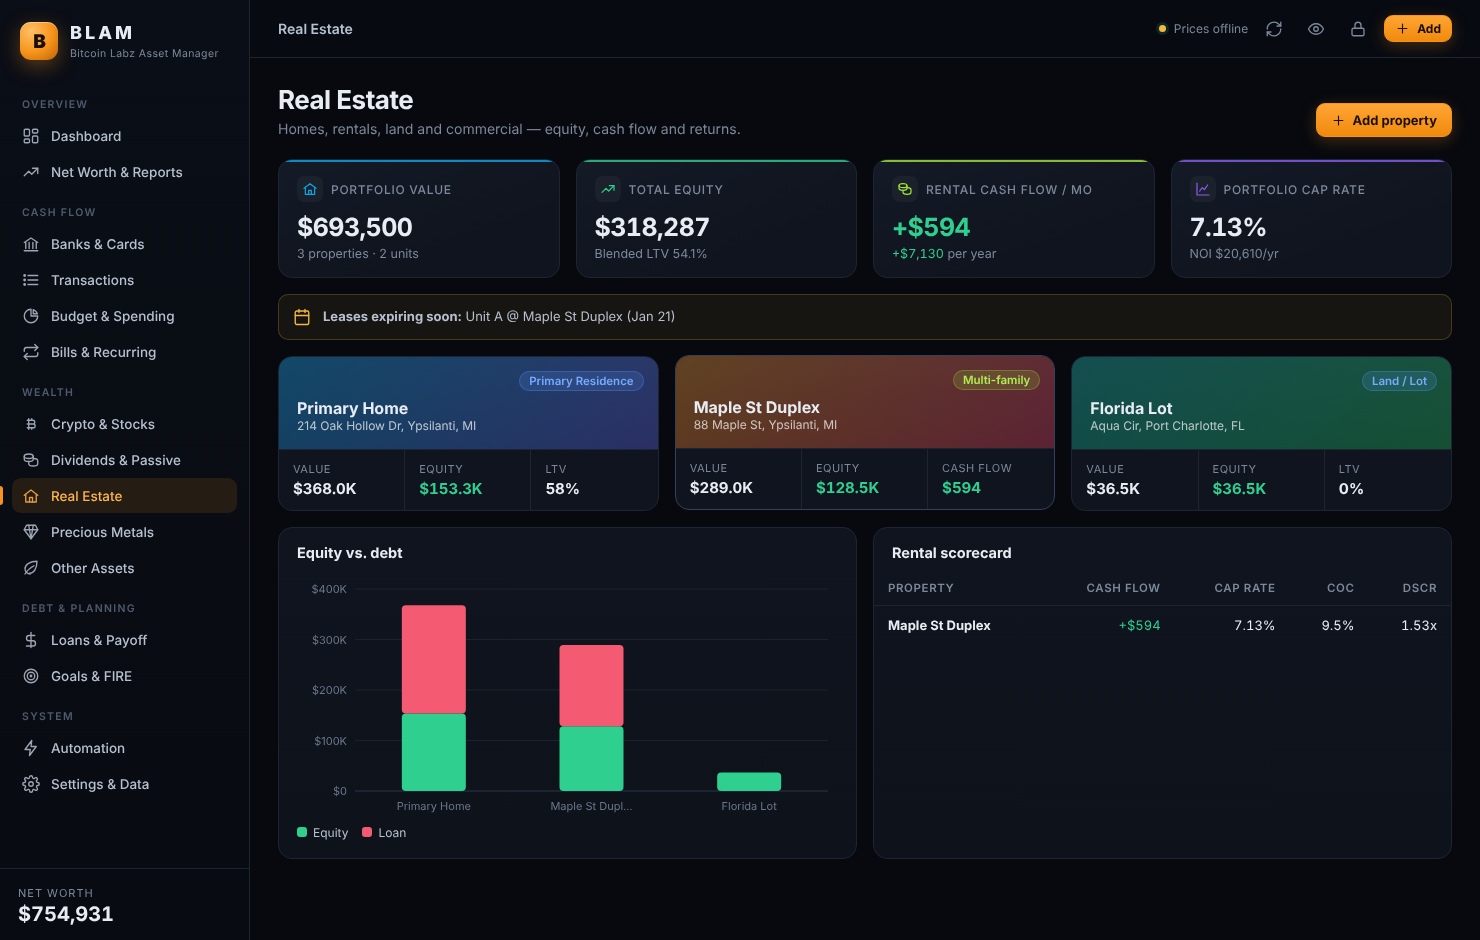 B
BLAM
Bitcoin Labz Asset Manager
OVERVIEW
Dashboard
Net Worth & Reports
CASH FLOW
Banks & Cards
Transactions
Budget & Spending
Bills & Recurring
WEALTH
Crypto & Stocks
Dividends & Passive
Real Estate
Precious Metals
Other Assets
DEBT & PLANNING
Loans & Payoff
Goals & FIRE
SYSTEM
Automation
Settings & Data
NET WORTH
$754,931
Real Estate
Prices offline
Add
Real Estate
Homes, rentals, land and commercial — equity, cash flow and returns.
Add property
PORTFOLIO VALUE
$693,500
3 properties · 2 units
TOTAL EQUITY
$318,287
Blended LTV 54.1%
RENTAL CASH FLOW / MO
+$594
+$7,130 per year
PORTFOLIO CAP RATE
7.13%
NOI $20,610/yr
Leases expiring soon: Unit A @ Maple St Duplex (Jan 21)
Primary Residence
Primary Home
214 Oak Hollow Dr, Ypsilanti, MI
VALUE EQUITY LTV
$368.0K $153.3K 58%
Multi-family
Maple St Duplex
88 Maple St, Ypsilanti, MI
VALUE EQUITY CASH FLOW
$289.0K $128.5K $594
Land / Lot
Florida Lot
Aqua Cir, Port Charlotte, FL
VALUE EQUITY LTV
$36.5K $36.5K 0%
Equity vs. debt
$400K
$300K
$200K
$100K
$0
Primary Home Maple St Dupl... Florida Lot
Equity Loan
Rental scorecard
PROPERTY CASH FLOW CAP RATE COC DSCR
Maple St Duplex +$594 7.13% 9.5% 1.53x